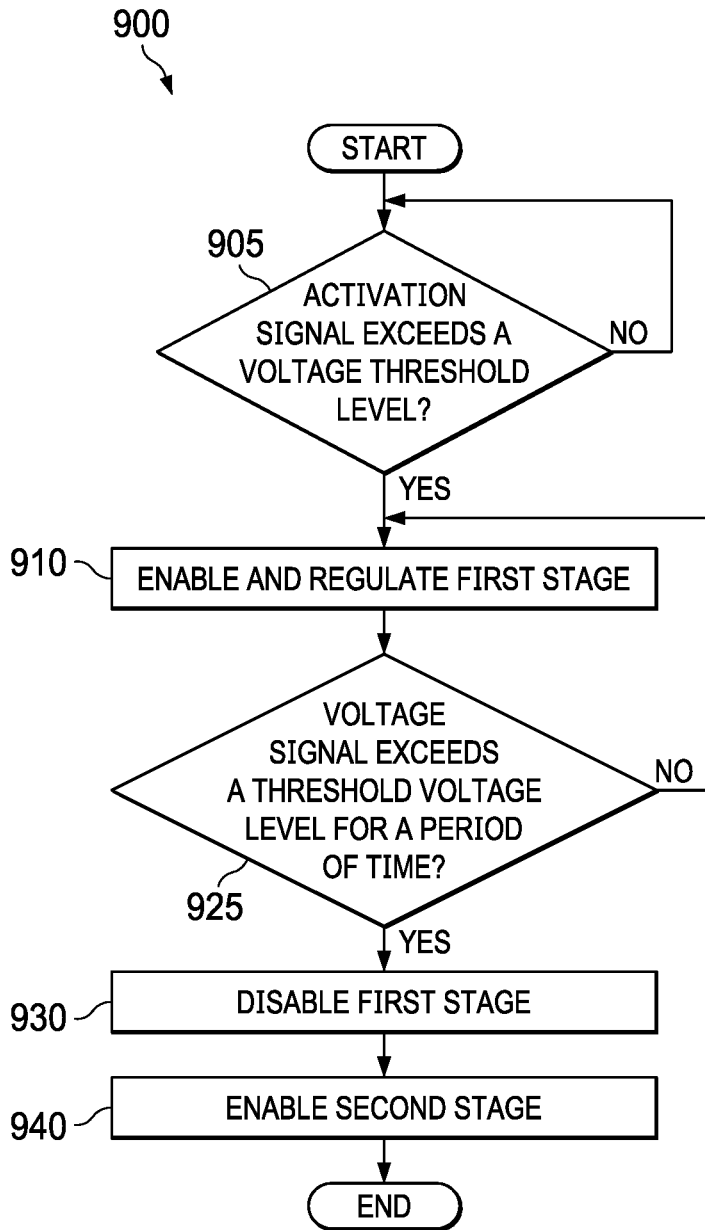 900
START
905
ACTIVATION
SIGNAL EXCEEDS A
VOLTAGE THRESHOLD
LEVEL?
NO
YES
910
ENABLE AND REGULATE FIRST STAGE
VOLTAGE
SIGNAL EXCEEDS
A THRESHOLD VOLTAGE
LEVEL FOR A PERIOD
OF TIME?
NO
925
YES
930
DISABLE FIRST STAGE
940
ENABLE SECOND STAGE
END